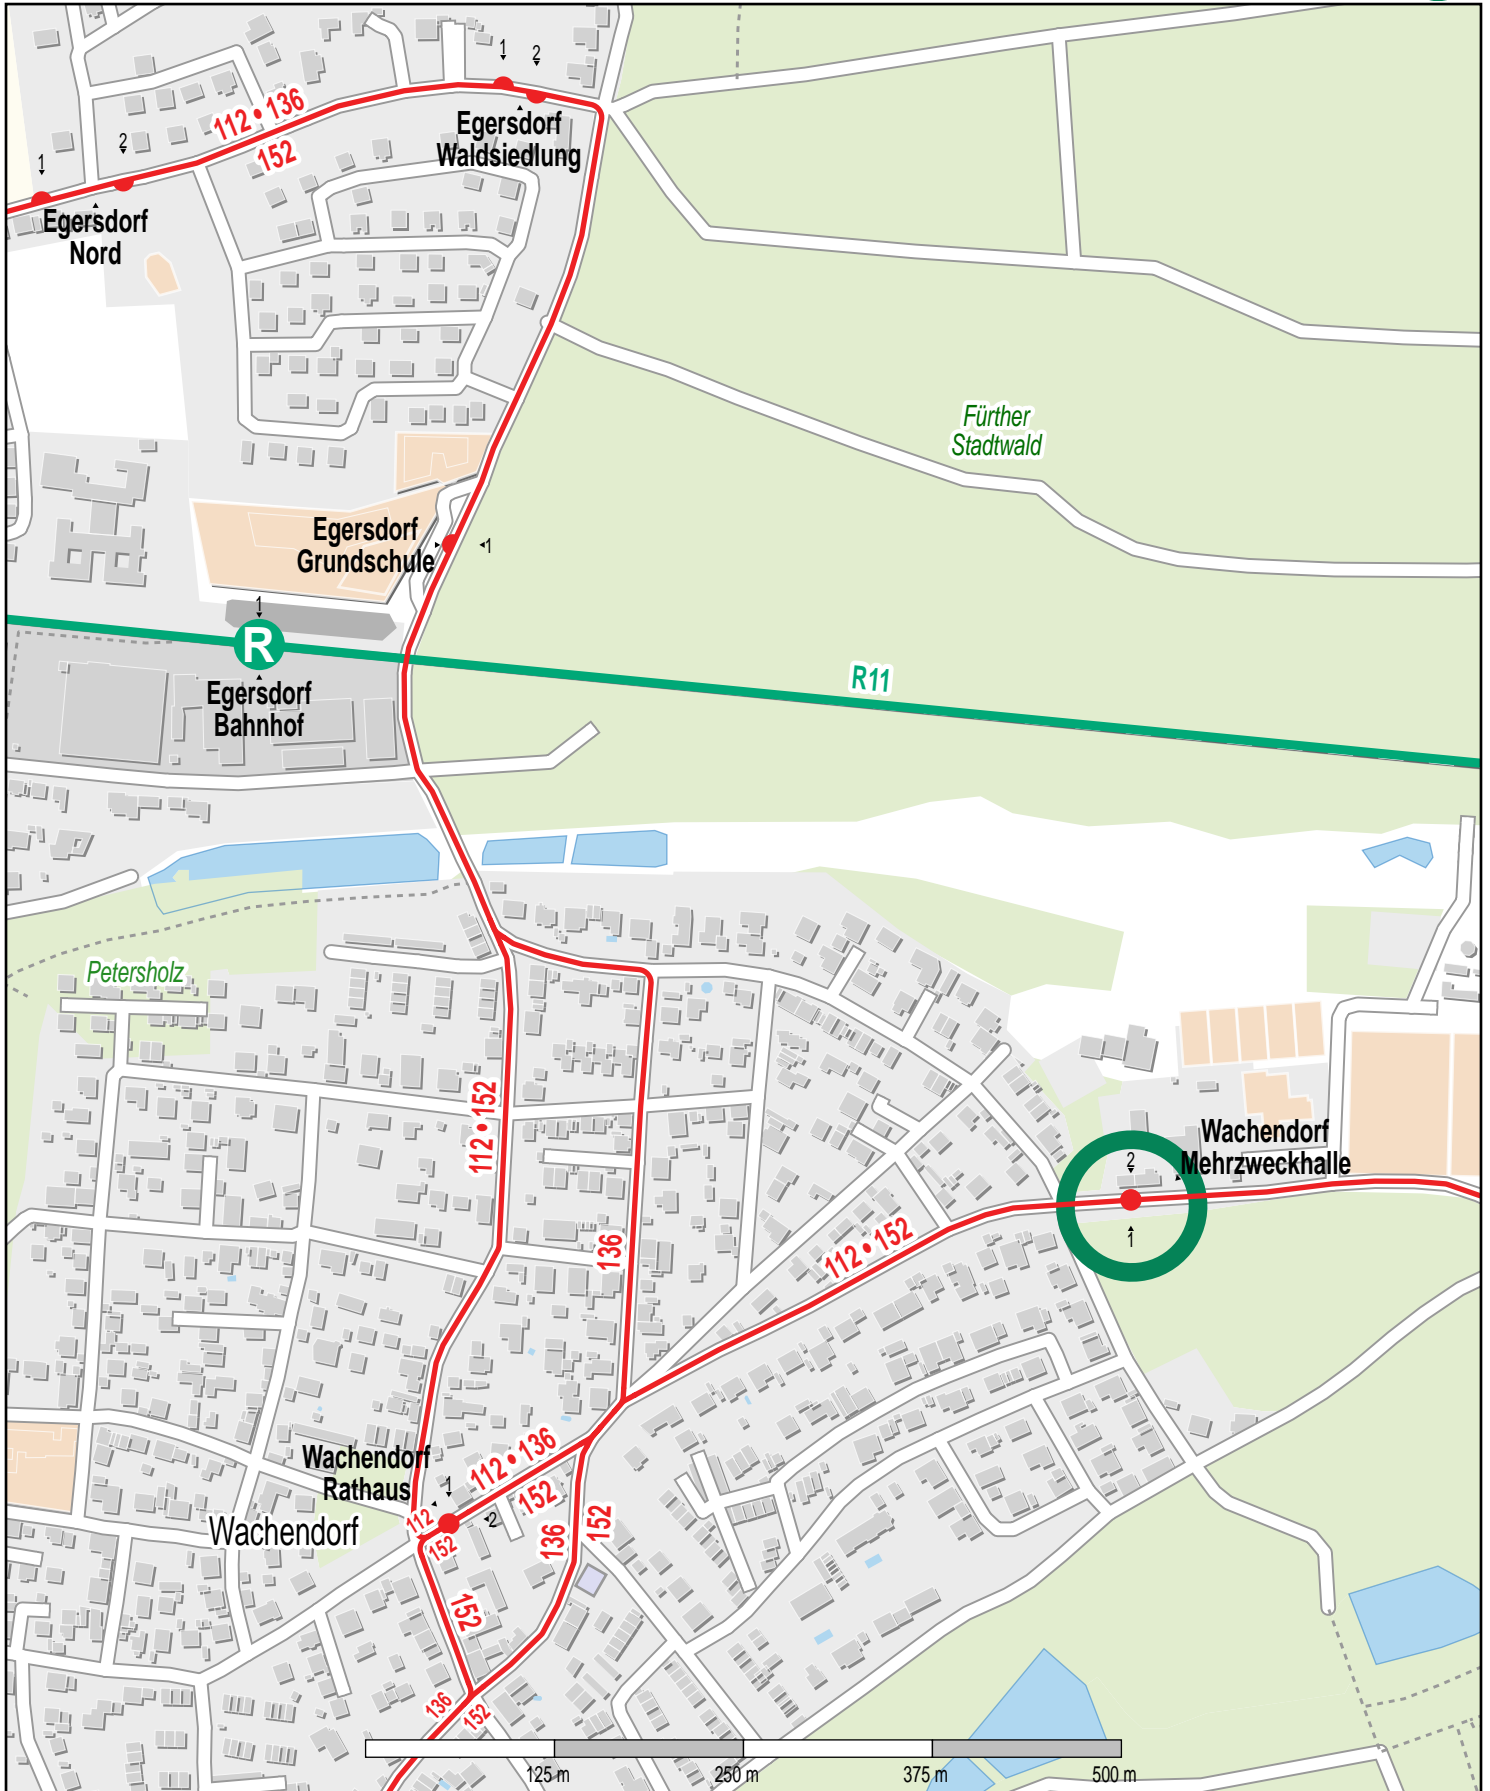 1
2
112 • 136
152
Egersdorf
Waldsiedlung
1
2
Egersdorf
Nord
Fürther
Stadtwald
Egersdorf
Grundschule
1
1
R
Egersdorf
Bahnhof
R11
Petersholz
112 • 152
136
112 • 152
Wachendorf
Mehrzweckhalle
2
1
Wachendorf
Rathaus
1
2
112 • 136
152
112
152
Wachendorf
136
152
152
136
152
125 m
250 m
375 m
500 m